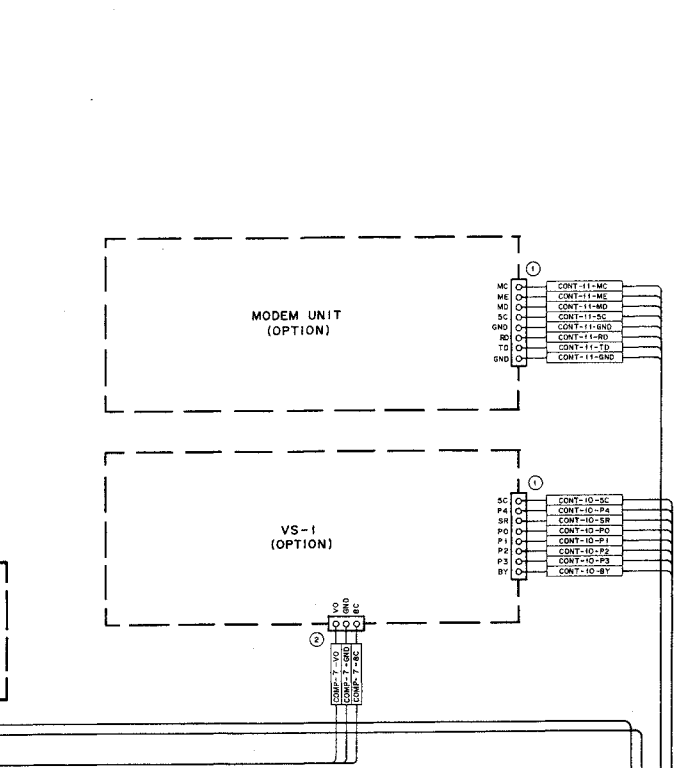 MODEM UNIT
(OPTION)
①
MC CONT-11-MC
ME CONT-11-ME
MD CONT-11-MD
5C CONT-11-5C
GND CONT-11-GND
RD CONT-11-RD
TD CONT-11-TD
GND CONT-11-GND
VS-1
(OPTION)
①
5C CONT-10-5C
P4 CONT-10-P4
SR CONT-10-SR
P0 CONT-10-P0
P1 CONT-10-P1
P2 CONT-10-P2
P3 CONT-10-P3
BY CONT-10-BY
VO
GND
8C
②
COMP-7-VO
COMP-7-GND
COMP-7-8C